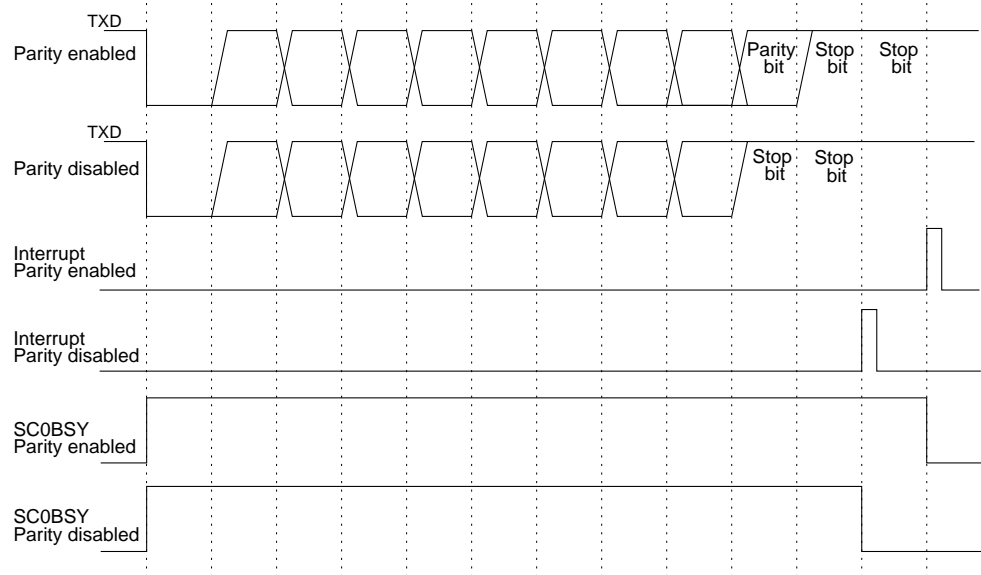 TXD
Parity enabled
Parity bit
Stop bit
Stop bit
TXD
Parity disabled
Stop bit
Stop bit
Interrupt
Parity enabled
Interrupt
Parity disabled
SC0BSY
Parity enabled
SC0BSY
Parity disabled